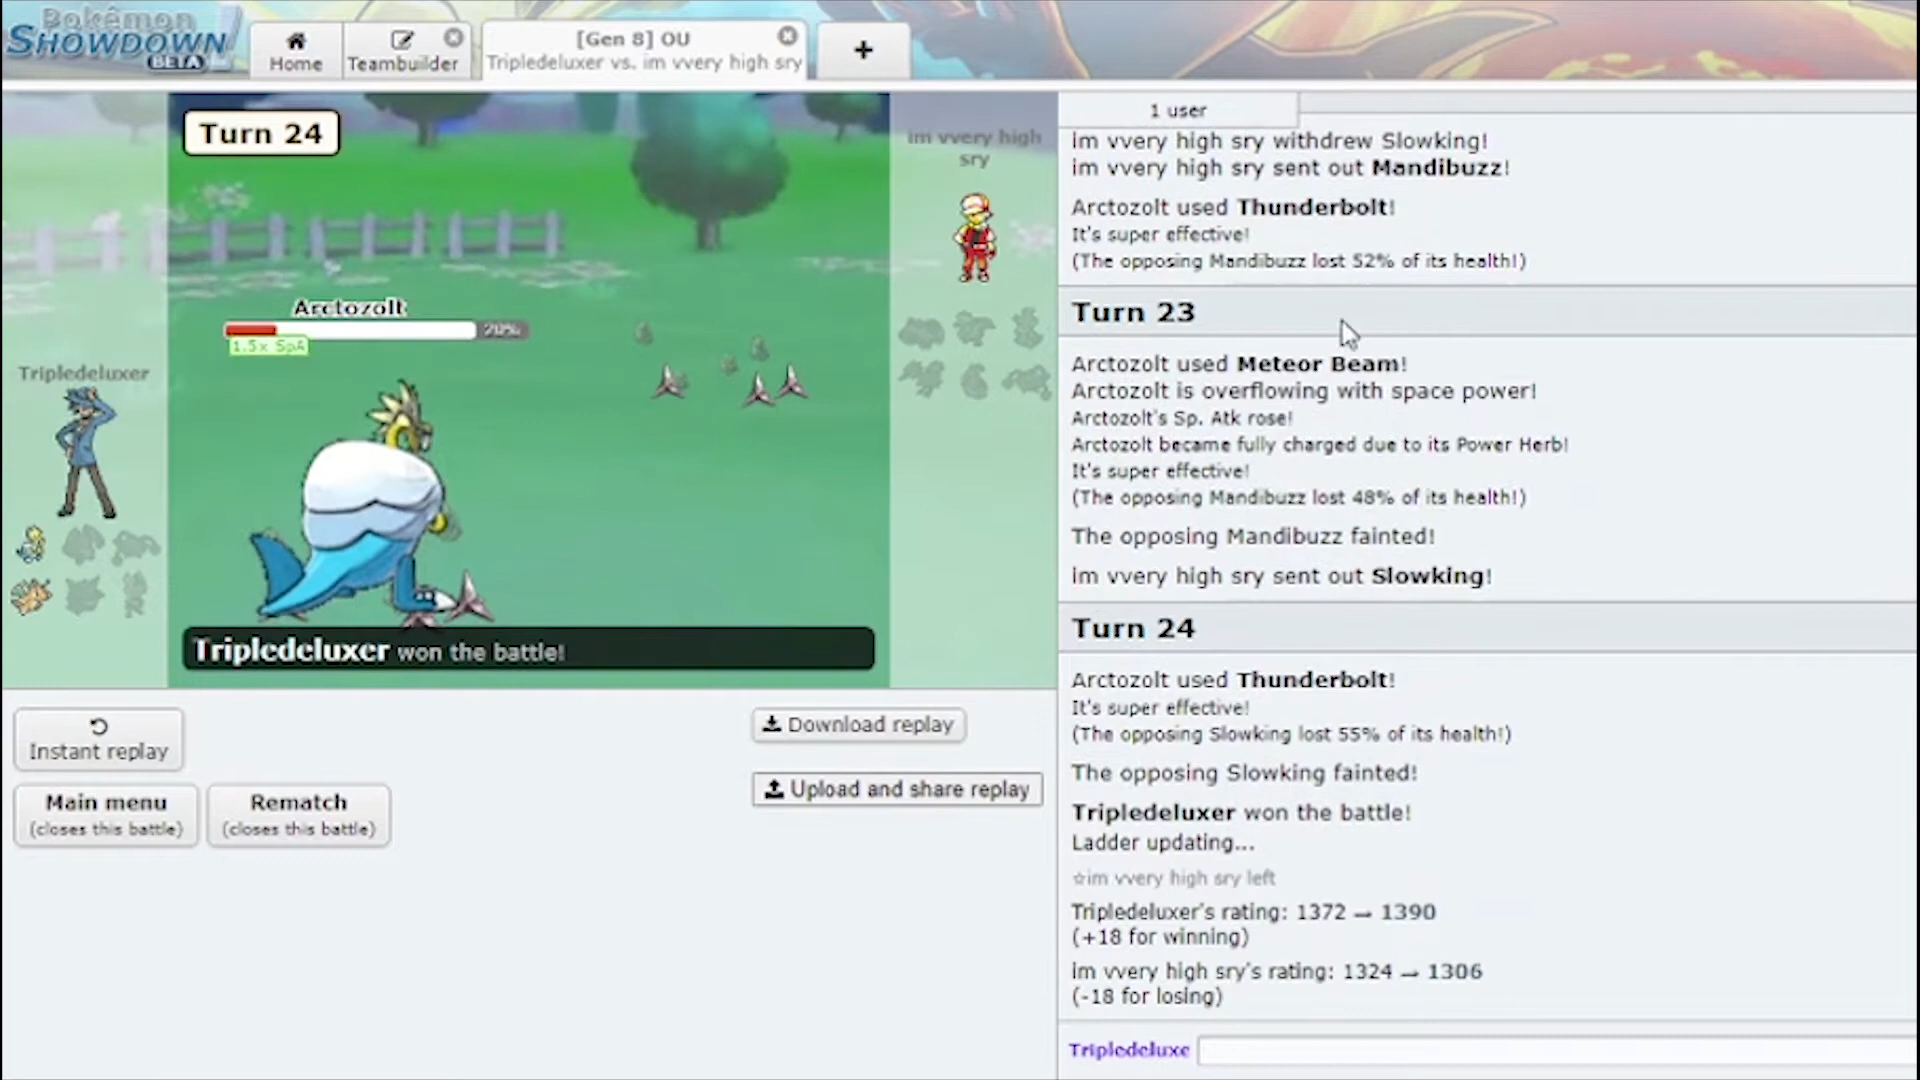 Pokémon
SHOWDOWN
BETA
Home
Teambuilder
[Gen 8] OU
Tripledeluxer vs. im vvery high sry
+
Turn 24
im vvery high
sry
Arctozolt
20%
1.5x SpA
Tripledeluxer
Tripledeluxer won the battle!
Instant replay
Download replay
Upload and share replay
Main menu
(closes this battle)
Rematch
(closes this battle)
1 user
im vvery high sry withdrew Slowking!
im vvery high sry sent out Mandibuzz!
Arctozolt used Thunderbolt!
It's super effective!
(The opposing Mandibuzz lost 52% of its health!)
Turn 23
Arctozolt used Meteor Beam!
Arctozolt is overflowing with space power!
Arctozolt's Sp. Atk rose!
Arctozolt became fully charged due to its Power Herb!
It's super effective!
(The opposing Mandibuzz lost 48% of its health!)
The opposing Mandibuzz fainted!
im vvery high sry sent out Slowking!
Turn 24
Arctozolt used Thunderbolt!
It's super effective!
(The opposing Slowking lost 55% of its health!)
The opposing Slowking fainted!
Tripledeluxer won the battle!
Ladder updating...
☆im vvery high sry left
Tripledeluxer's rating: 1372 → 1390
(+18 for winning)
im vvery high sry's rating: 1324 → 1306
(-18 for losing)
Tripledeluxe